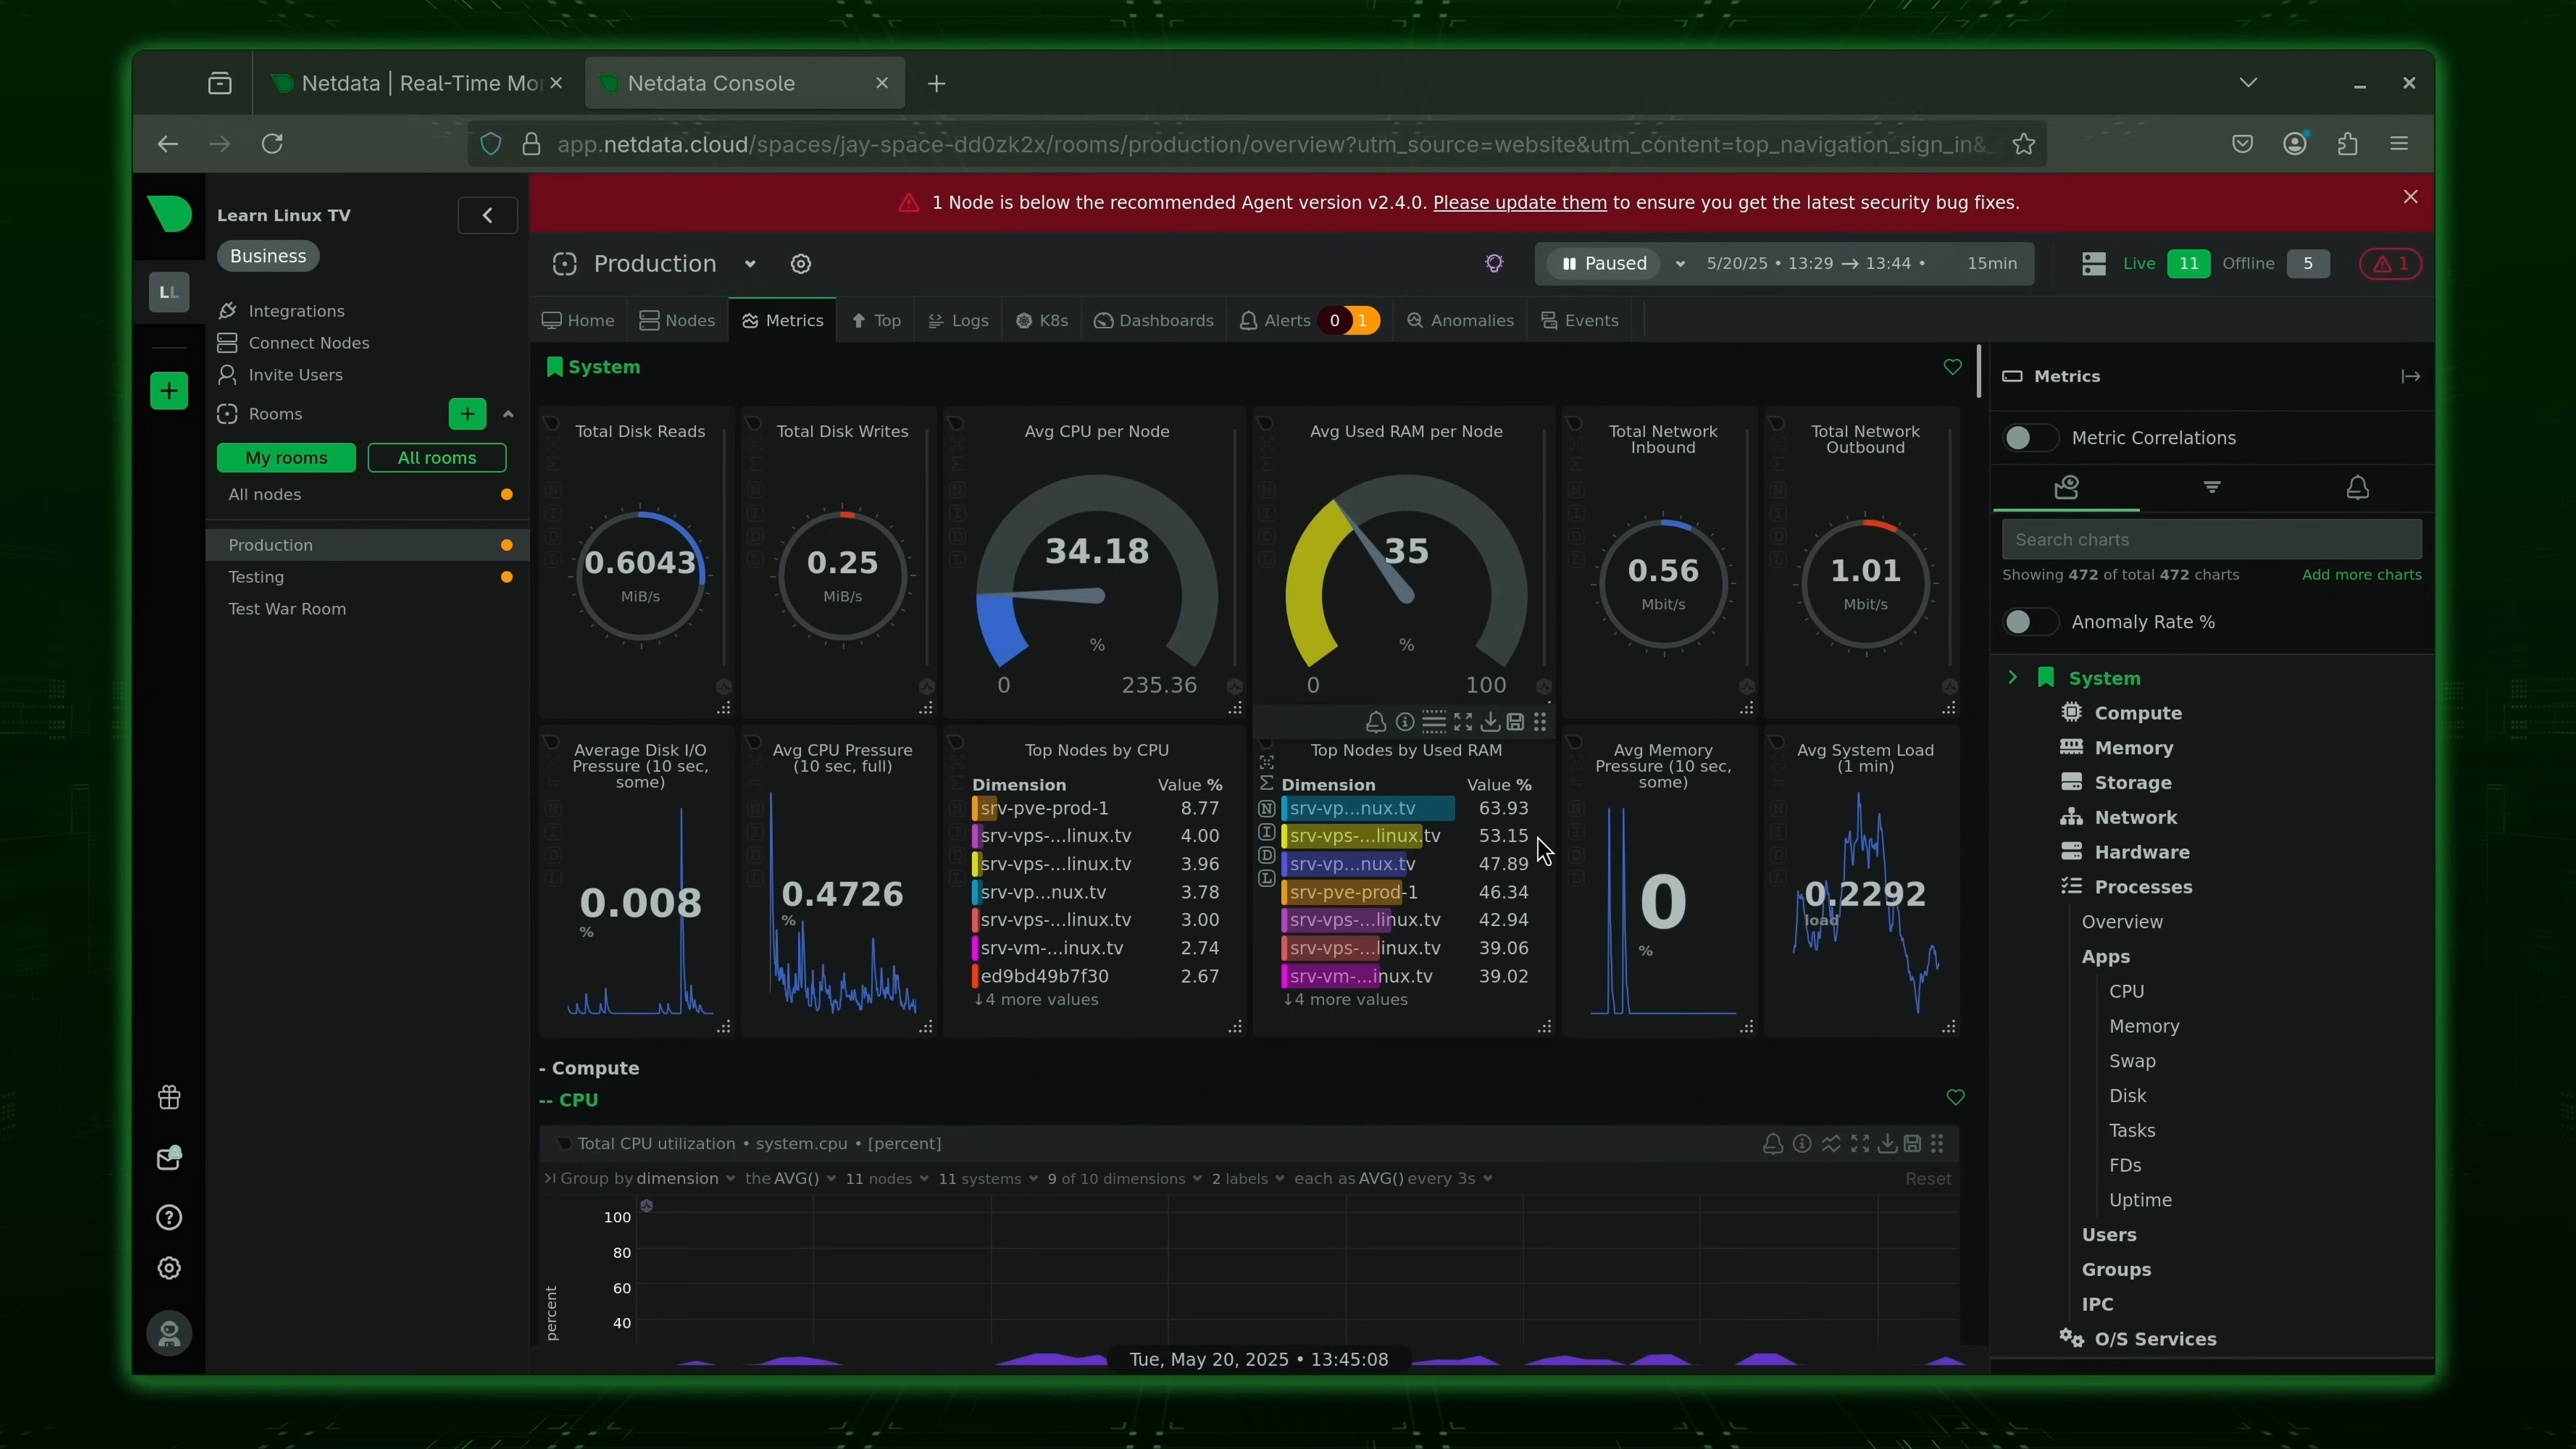 Netdata | Real-Time Mor
Netdata Console
app.netdata.cloud/spaces/jay-space-dd0zk2x/rooms/production/overview?utm_source=website&utm_content=top_navigation_sign_in&_
Learn Linux TV
Business
LL
Integrations
Connect Nodes
Invite Users
Rooms
My rooms
All rooms
All nodes
Production
Testing
Test War Room
1 Node is below the recommended Agent version v2.4.0. Please update them to ensure you get the latest security bug fixes.
Production
Paused
5/20/25 • 13:29 → 13:44 •
15min
Live 11 Offline 5
1
Home
Nodes
Metrics
Top
Logs
K8s
Dashboards
Alerts 0 1
Anomalies
Events
System
Total Disk Reads
0.6043
MiB/s
Total Disk Writes
0.25
MiB/s
Avg CPU per Node
34.18
%
0 235.36
Avg Used RAM per Node
35
%
0 100
Total Network
Inbound
0.56
Mbit/s
Total Network
Outbound
1.01
Mbit/s
Average Disk I/O
Pressure (10 sec,
some)
0.008
%
Avg CPU Pressure
(10 sec, full)
0.4726
%
Top Nodes by CPU
Dimension Value %
srv-pve-prod-1 8.77
srv-vps-...linux.tv 4.00
srv-vps-...linux.tv 3.96
srv-vp...nux.tv 3.78
srv-vps-...linux.tv 3.00
srv-vm-...inux.tv 2.74
ed9bd49b7f30 2.67
↓4 more values
Top Nodes by Used RAM
Dimension Value %
srv-vp...nux.tv 63.93
srv-vps-...linux.tv 53.15
srv-vp...nux.tv 47.89
srv-pve-prod-1 46.34
srv-vps-...linux.tv 42.94
srv-vps-...linux.tv 39.06
srv-vm-...inux.tv 39.02
↓4 more values
Avg Memory
Pressure (10 sec,
some)
0
%
Avg System Load
(1 min)
0.2292
load
- Compute
-- CPU
Total CPU utilization • system.cpu • [percent]
Group by dimension the AVG() 11 nodes 11 systems 9 of 10 dimensions 2 labels each as AVG() every 3s
Reset
100
80
60
40
percent
Tue, May 20, 2025 • 13:45:08
Metrics
Metric Correlations
Search charts
Showing 472 of total 472 charts
Add more charts
Anomaly Rate %
System
Compute
Memory
Storage
Network
Hardware
Processes
Overview
Apps
CPU
Memory
Swap
Disk
Tasks
FDs
Uptime
Users
Groups
IPC
O/S Services